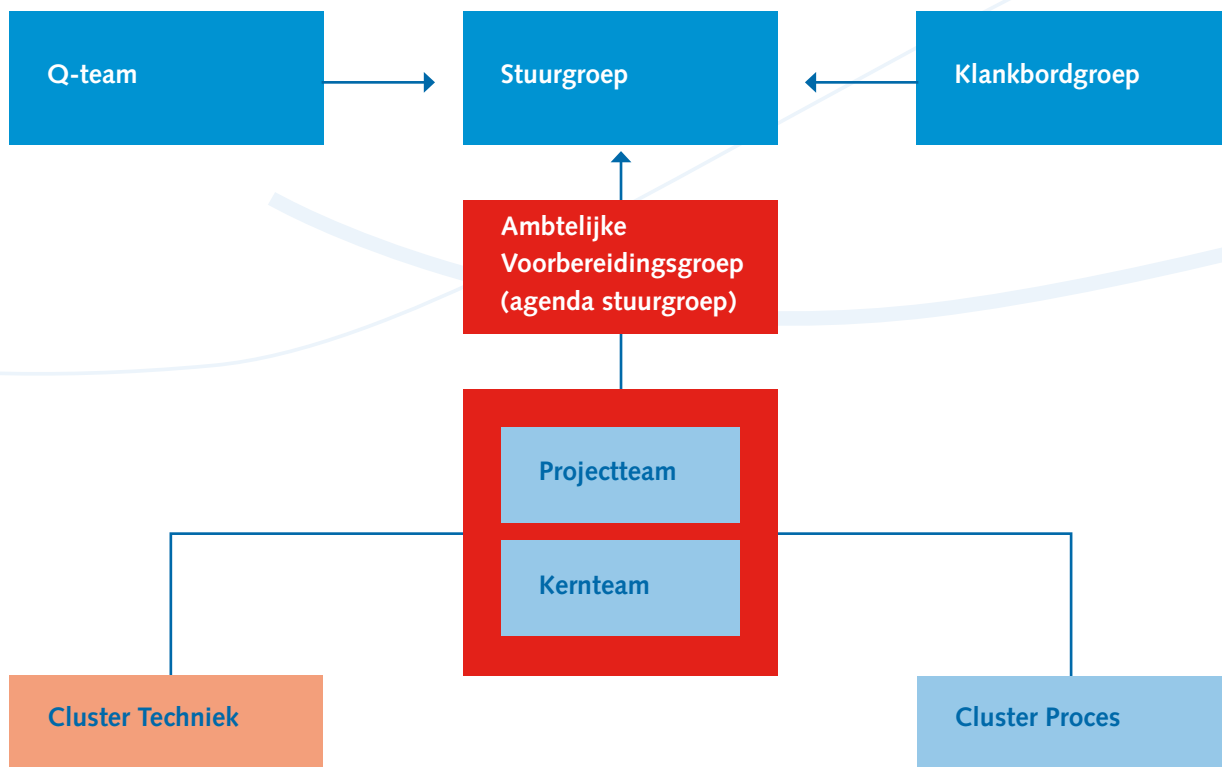 Q-team
Stuurgroep
Klankbordgroep
Ambtelijke
Voorbereidingsgroep
(agenda stuurgroep)
Projectteam
Kernteam
Cluster Techniek
Cluster Proces